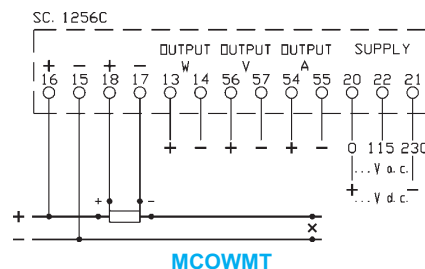 SC. 1256C
OUTPUT OUTPUT OUTPUT SUPPLY
+ − + − W V A
16 15 18 17 13 14 56 57 54 55 20 22 21
+ − + − + − 0 115 230
...V a.c.
+ −
...V d.c.
+ −
+ ×
−
MCOWMT